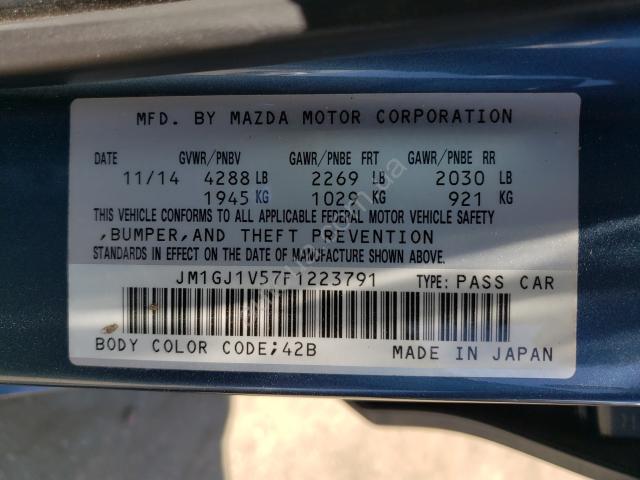 MFD. BY MAZDA MOTOR CORPORATION
DATE GVWR/PNBV GAWR/PNBE FRT GAWR/PNBE RR
11/14 4288 LB 2269 LB 2030 LB
1945 KG 1029 KG 921 KG
THIS VEHICLE CONFORMS TO ALL APPLICABLE FEDERAL MOTOR VEHICLE SAFETY
,BUMPER,AND THEFT PREVENTION
STANDARDS IN EFFECT ON THE DATE OF MANUFACTURE SHOWN ABOVE.
JM1GJ1V57F1223791 TYPE: PASS CAR
BODY COLOR CODE;42B MADE IN JAPAN